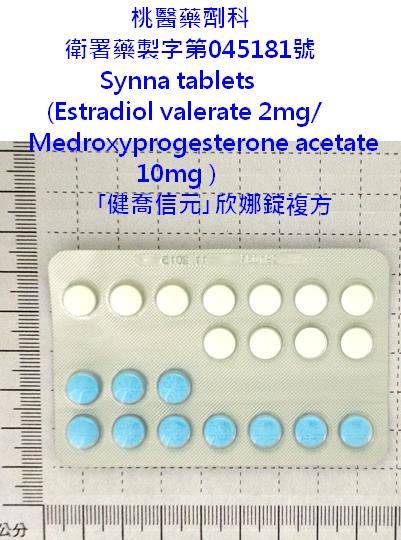 桃醫藥劑科
衛署藥製字第045181號
Synna tablets
(Estradiol valerate 2mg/
Medroxyprogesterone acetate
10mg )
「健喬信元」欣娜錠複方
公分